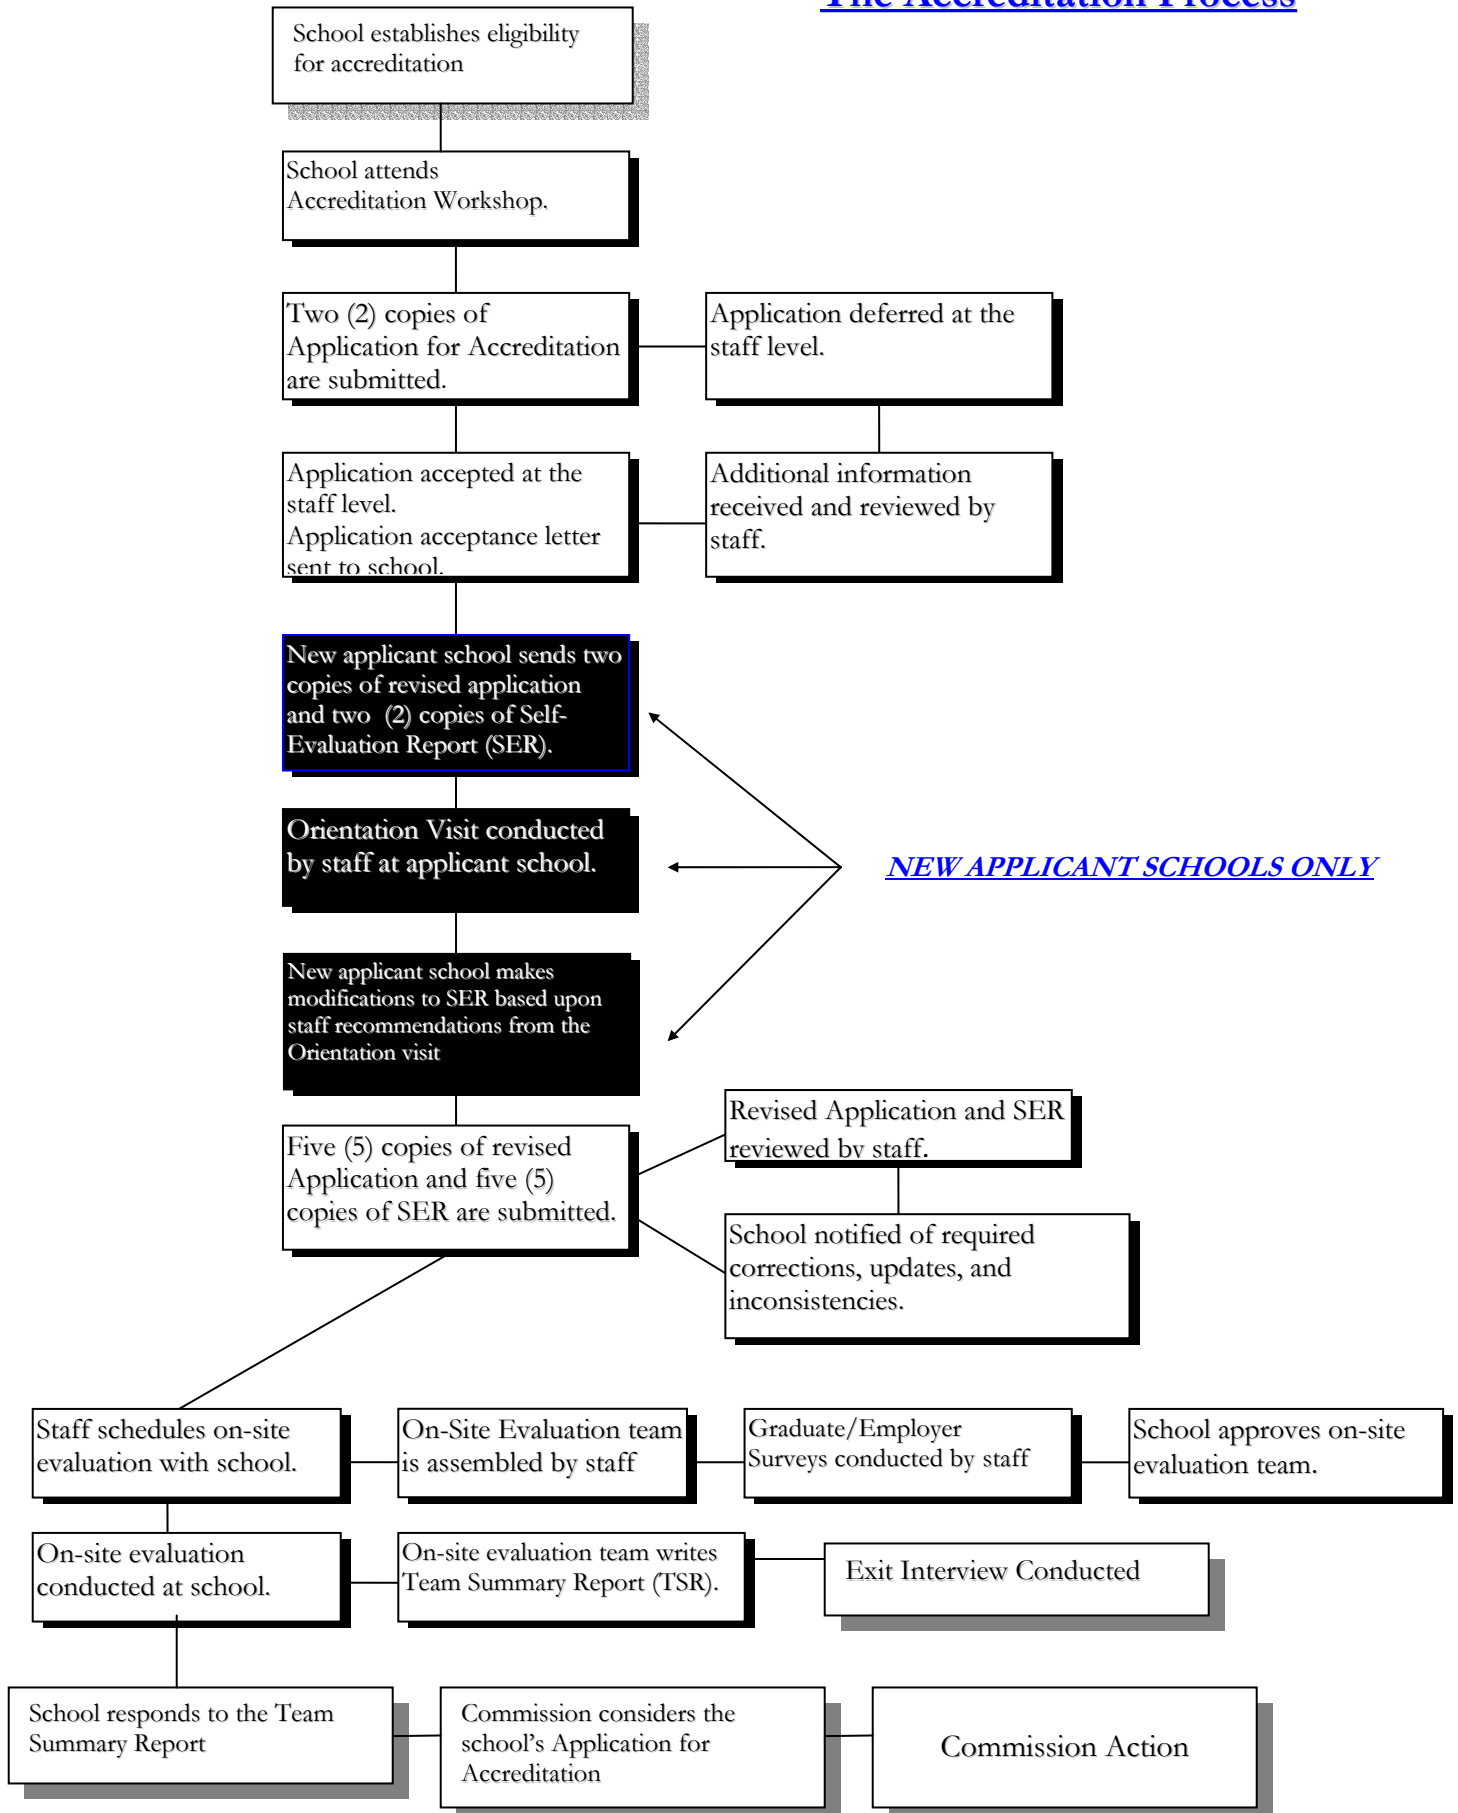 The Accreditation Process
School establishes eligibility
for accreditation
School attends
Accreditation Workshop.
Two (2) copies of
Application for Accreditation
are submitted.
Application deferred at the
staff level.
Application accepted at the
staff level.
Application acceptance letter
sent to school.
Additional information
received and reviewed by
staff.
New applicant school sends two
copies of revised application
and two (2) copies of Self-
Evaluation Report (SER).
Orientation Visit conducted
by staff at applicant school.
NEW APPLICANT SCHOOLS ONLY
New applicant school makes
modifications to SER based upon
staff recommendations from the
Orientation visit
Five (5) copies of revised
Application and five (5)
copies of SER are submitted.
Revised Application and SER
reviewed by staff.
School notified of required
corrections, updates, and
inconsistencies.
Staff schedules on-site
evaluation with school.
On-Site Evaluation team
is assembled by staff
Graduate/Employer
Surveys conducted by staff
School approves on-site
evaluation team.
On-site evaluation
conducted at school.
On-site evaluation team writes
Team Summary Report (TSR).
Exit Interview Conducted
School responds to the Team
Summary Report
Commission considers the
school's Application for
Accreditation
Commission Action